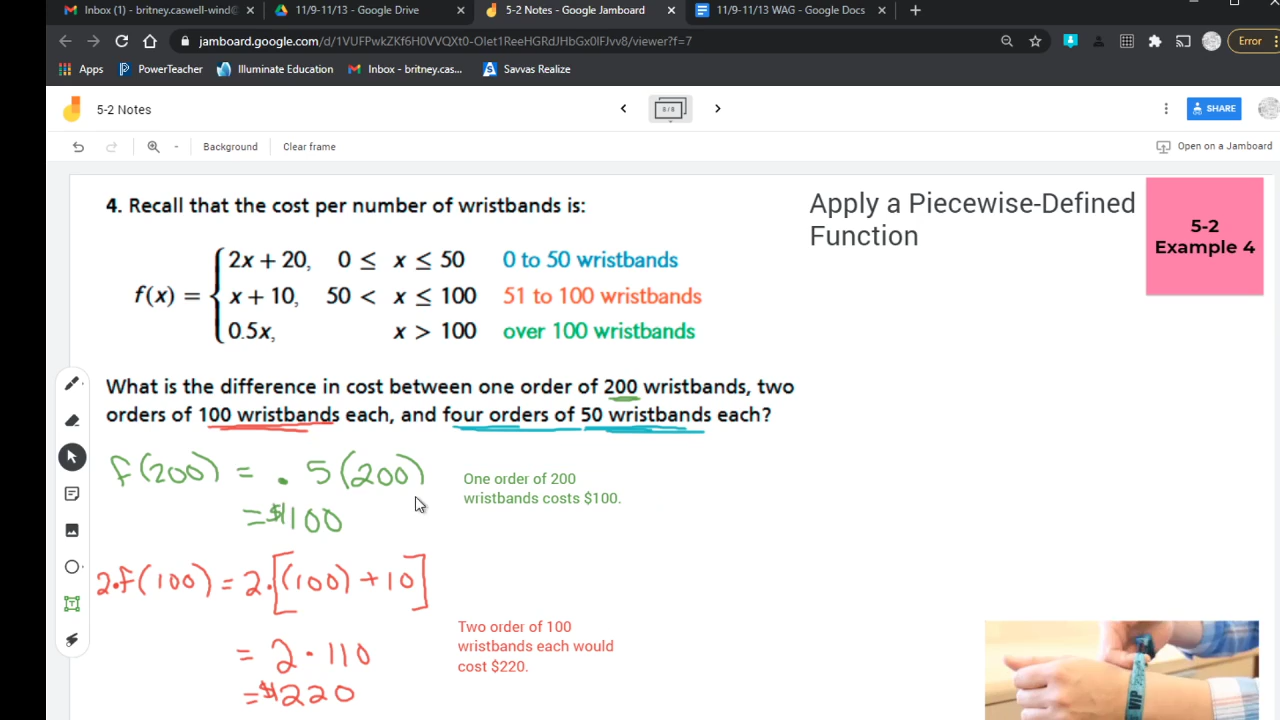 Inbox (1) - britney.caswell-wind@
11/9-11/13 - Google Drive
5-2 Notes - Google Jamboard
11/9-11/13 WAG - Google Docs
jamboard.google.com/d/1VUFPwkZKf6H0VVQXt0-OIet1ReeHGRdJHbGx0lFJvv8/viewer?f=7
Error
Apps
PowerTeacher
Illuminate Education
Inbox - britney.cas...
Savvas Realize
5-2 Notes
8 / 8
SHARE
Background
Clear frame
Open on a Jamboard
4. Recall that the cost per number of wristbands is:
f(x) =
2x + 20, 0 ≤ x ≤ 50 0 to 50 wristbands
x + 10, 50 < x ≤ 100 51 to 100 wristbands
0.5x, x > 100 over 100 wristbands
Apply a Piecewise-Defined
Function
5-2
Example 4
What is the difference in cost between one order of 200 wristbands, two
orders of 100 wristbands each, and four orders of 50 wristbands each?
f(200) = .5(200)
= $100
One order of 200
wristbands costs $100.
2·f(100) = 2·[(100) + 10]
= 2 · 110
= $220
Two order of 100
wristbands each would
cost $220.
VIP